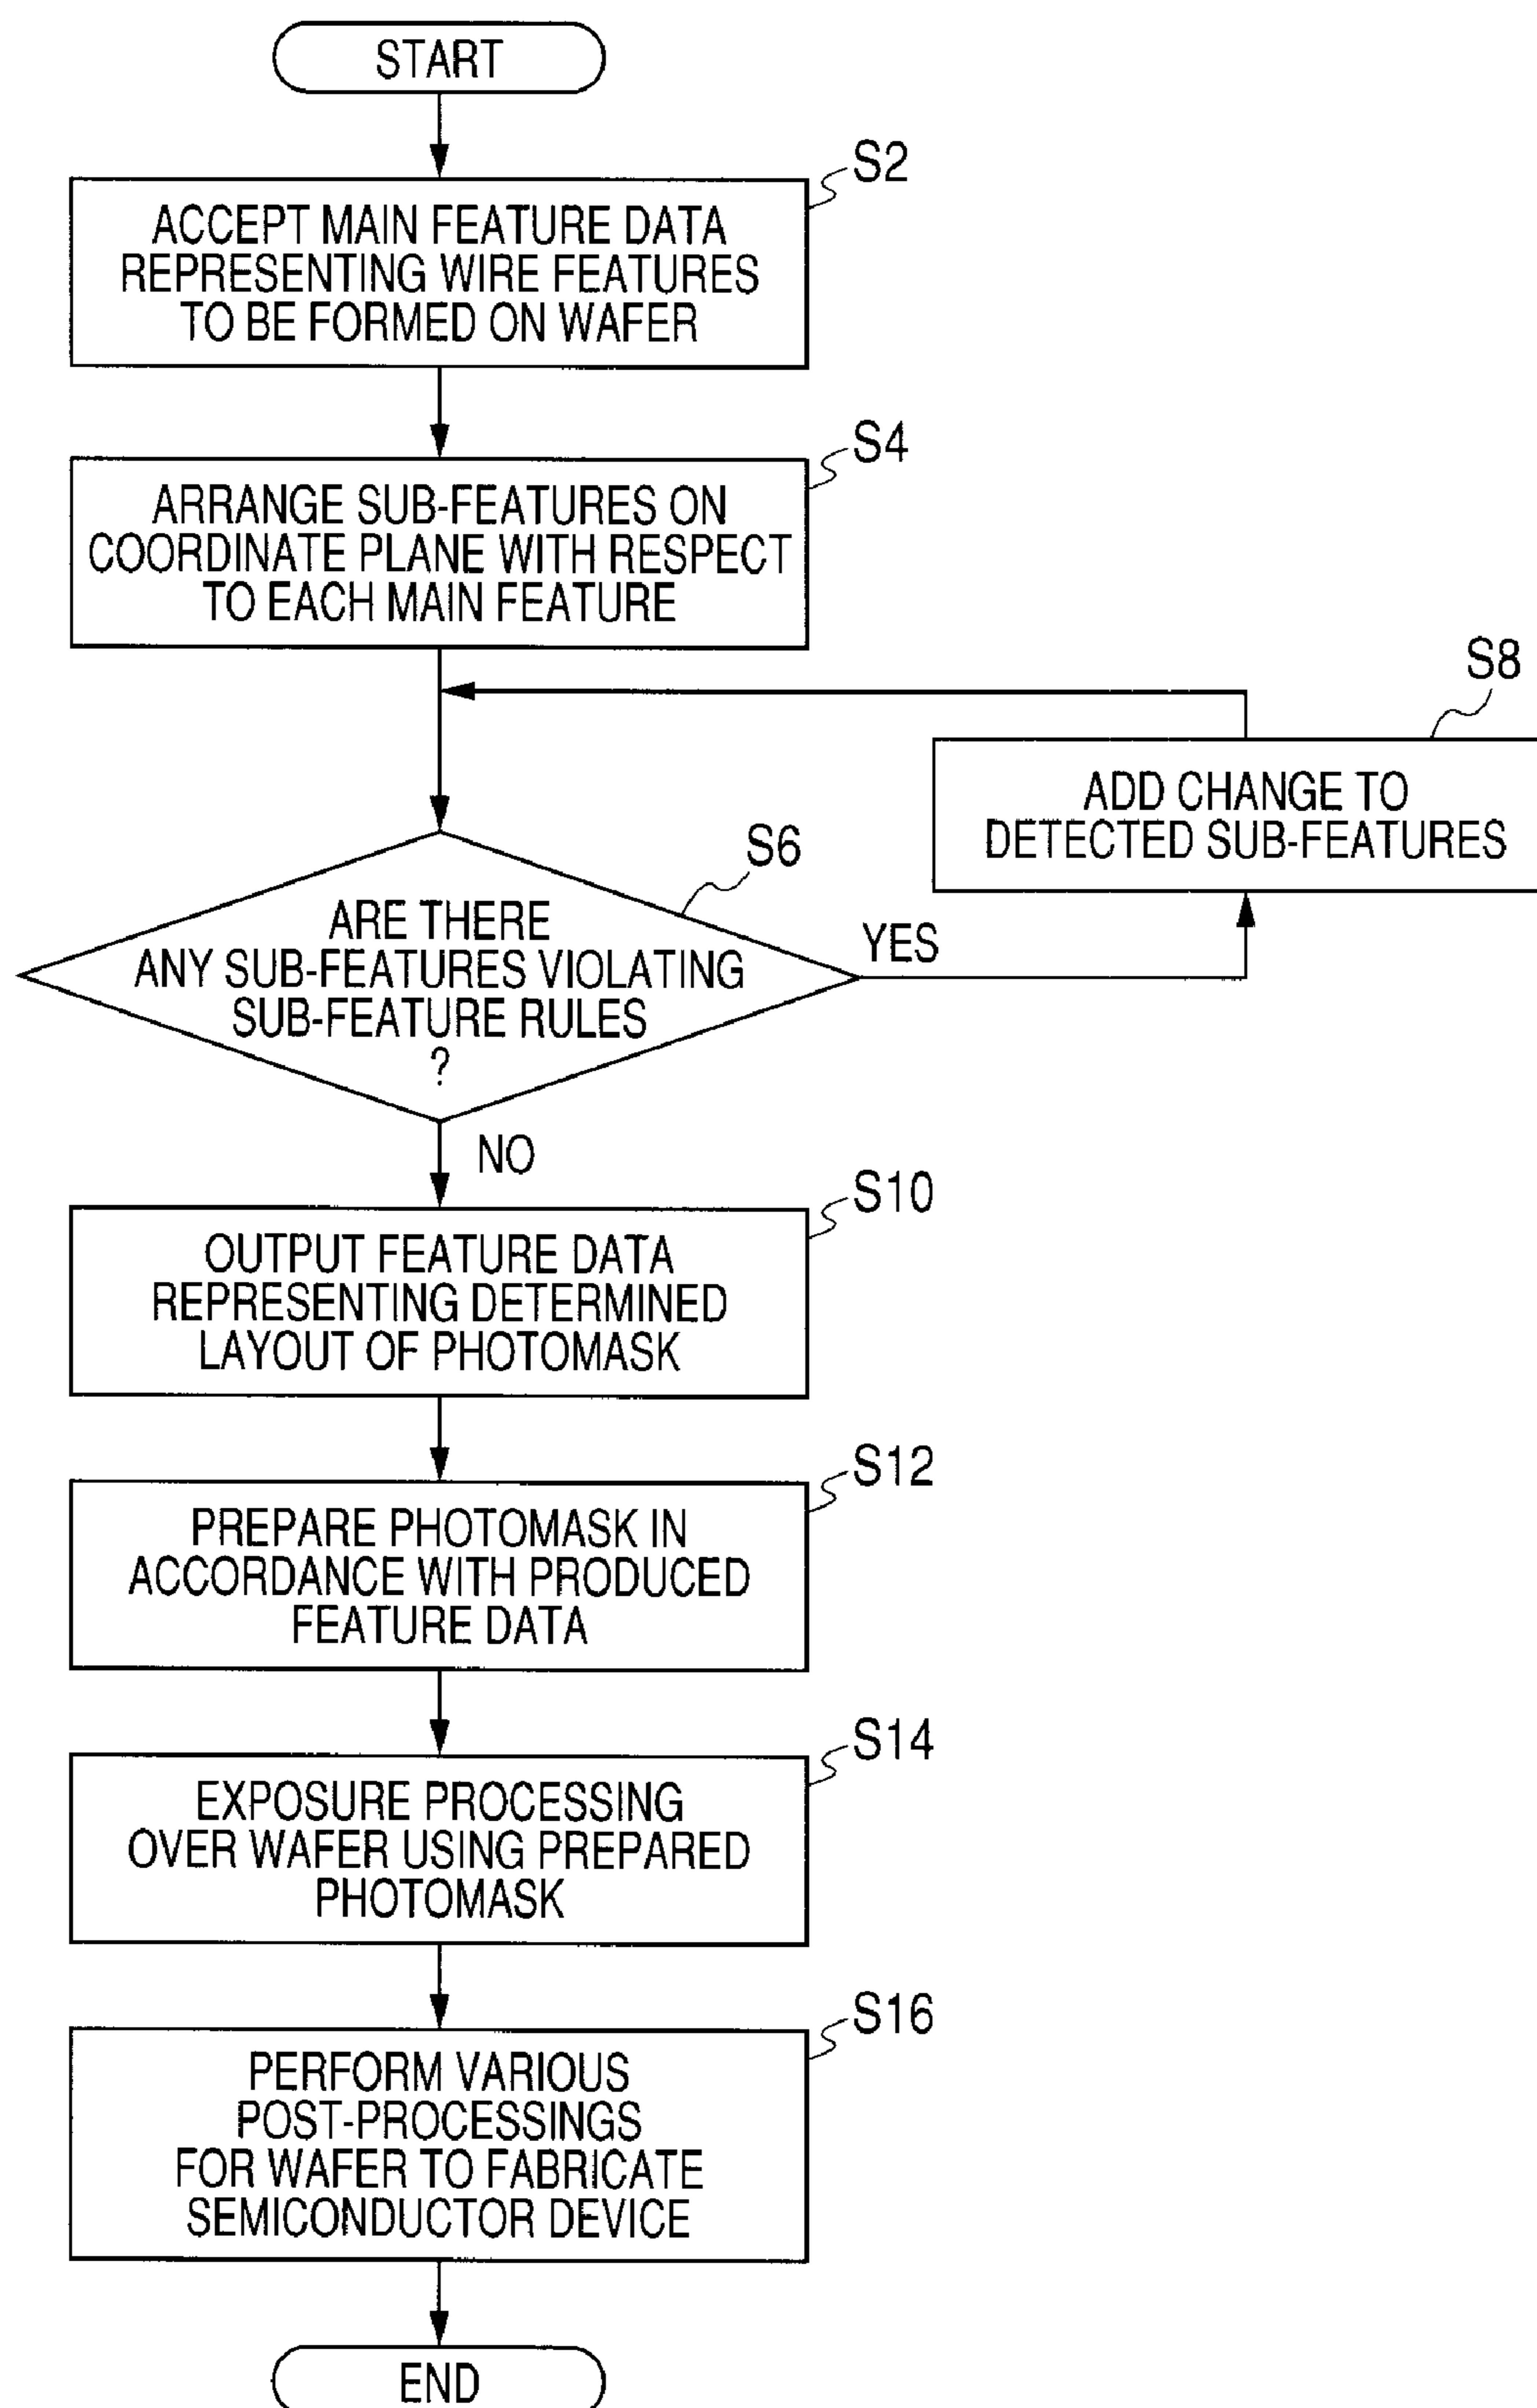 START
S2
ACCEPT MAIN FEATURE DATA
REPRESENTING WIRE FEATURES
TO BE FORMED ON WAFER
S4
ARRANGE SUB-FEATURES ON
COORDINATE PLANE WITH RESPECT
TO EACH MAIN FEATURE
S8
ADD CHANGE TO
DETECTED SUB-FEATURES
S6
ARE THERE
ANY SUB-FEATURES VIOLATING
SUB-FEATURE RULES
?
YES
NO
S10
OUTPUT FEATURE DATA
REPRESENTING DETERMINED
LAYOUT OF PHOTOMASK
S12
PREPARE PHOTOMASK IN
ACCORDANCE WITH PRODUCED
FEATURE DATA
S14
EXPOSURE PROCESSING
OVER WAFER USING PREPARED
PHOTOMASK
S16
PERFORM VARIOUS
POST-PROCESSINGS
FOR WAFER TO FABRICATE
SEMICONDUCTOR DEVICE
END